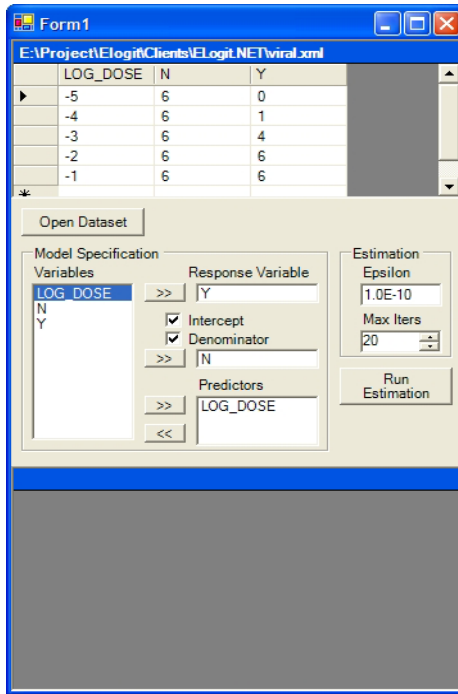 Form1
E:\Project\Elogit\Clients\ELogit.NET\viral.xml
LOG_DOSE N Y
-5 6 0
-4 6 1
-3 6 4
-2 6 6
-1 6 6
*
Open Dataset
Model Specification
Variables
LOG_DOSE
N
Y
Response Variable
>> Y
Intercept
Denominator
>> N
Predictors
>> LOG_DOSE
<<
Estimation
Epsilon
1.0E-10
Max Iters
20
Run
Estimation